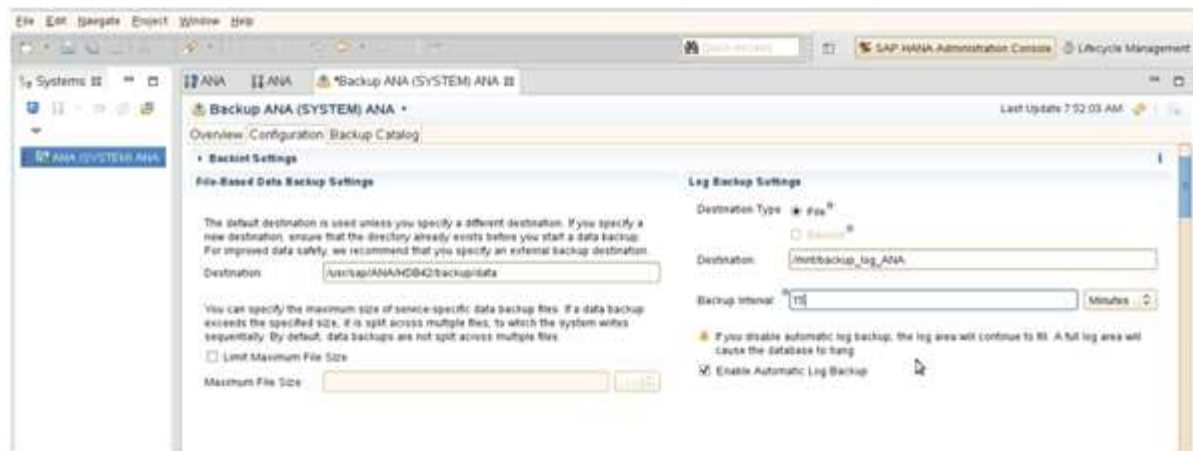 File Edit Navigate Project Window Help
Quick Access
SAP HANA Administration Console
Lifecycle Management
Systems
ANA
ANA
*Backup ANA (SYSTEM) ANA
Backup ANA (SYSTEM) ANA
Last Update 7:52:03 AM
ANA (SYSTEM) ANA
Overview Configuration Backup Catalog
Backint Settings
File-Based Data Backup Settings
The default destination is used unless you specify a different destination. If you specify a
new destination, ensure that the directory already exists before you start a data backup.
For improved data safety, we recommend that you specify an external backup destination.
Destination /usr/sap/ANA/HDB42/backup/data
You can specify the maximum size of service-specific data backup files. If a data backup
exceeds the specified size, it is split across multiple files, to which the system writes
sequentially. By default, data backups are not split across multiple files
Limit Maximum File Size
Maximum File Size
Log Backup Settings
Destination Type File
Backint
Destination /mnt/backup_log_ANA
Backup Interval 15 Minutes
If you disable automatic log backup, the log area will continue to fill. A full log area will
cause the database to hang
Enable Automatic Log Backup